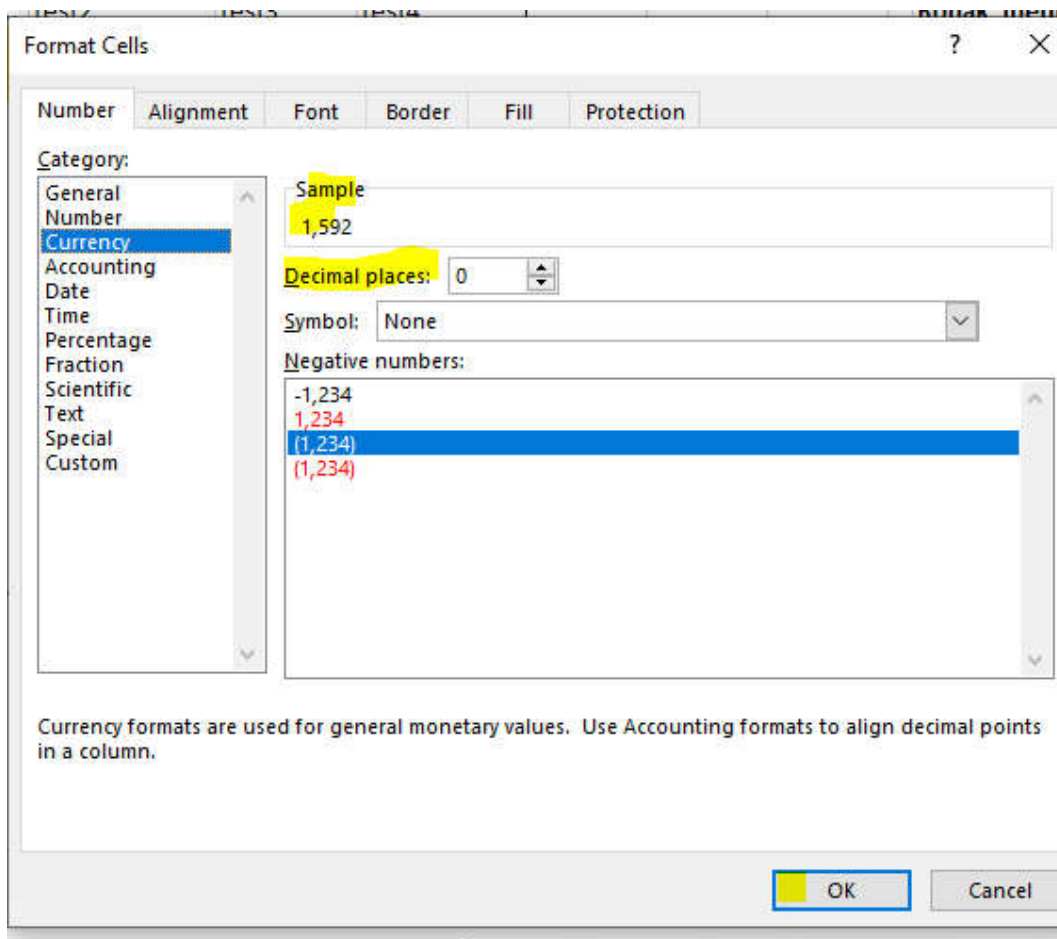 Test2 Test3 Test4
Format Cells ? X
Number Alignment Font Border Fill Protection
Category:
General
Number
Currency
Accounting
Date
Time
Percentage
Fraction
Scientific
Text
Special
Custom
Sample
1,592
Decimal places: 0
Symbol: None
Negative numbers:
-1,234
1,234
(1,234)
(1,234)
Currency formats are used for general monetary values. Use Accounting formats to align decimal points
in a column.
OK Cancel